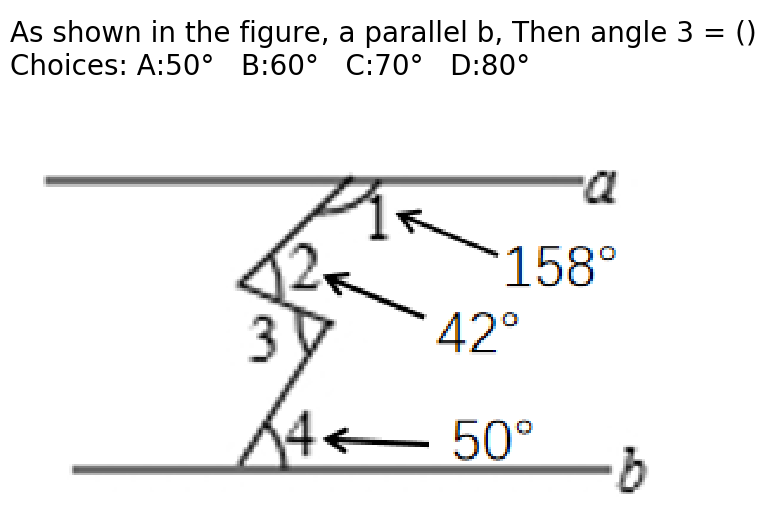 As shown in the figure, a parallel b, Then angle 3 = ()
Choices: A:50° B:60° C:70° D:80°
a
1
158°
2
42°
3
4
50°
b